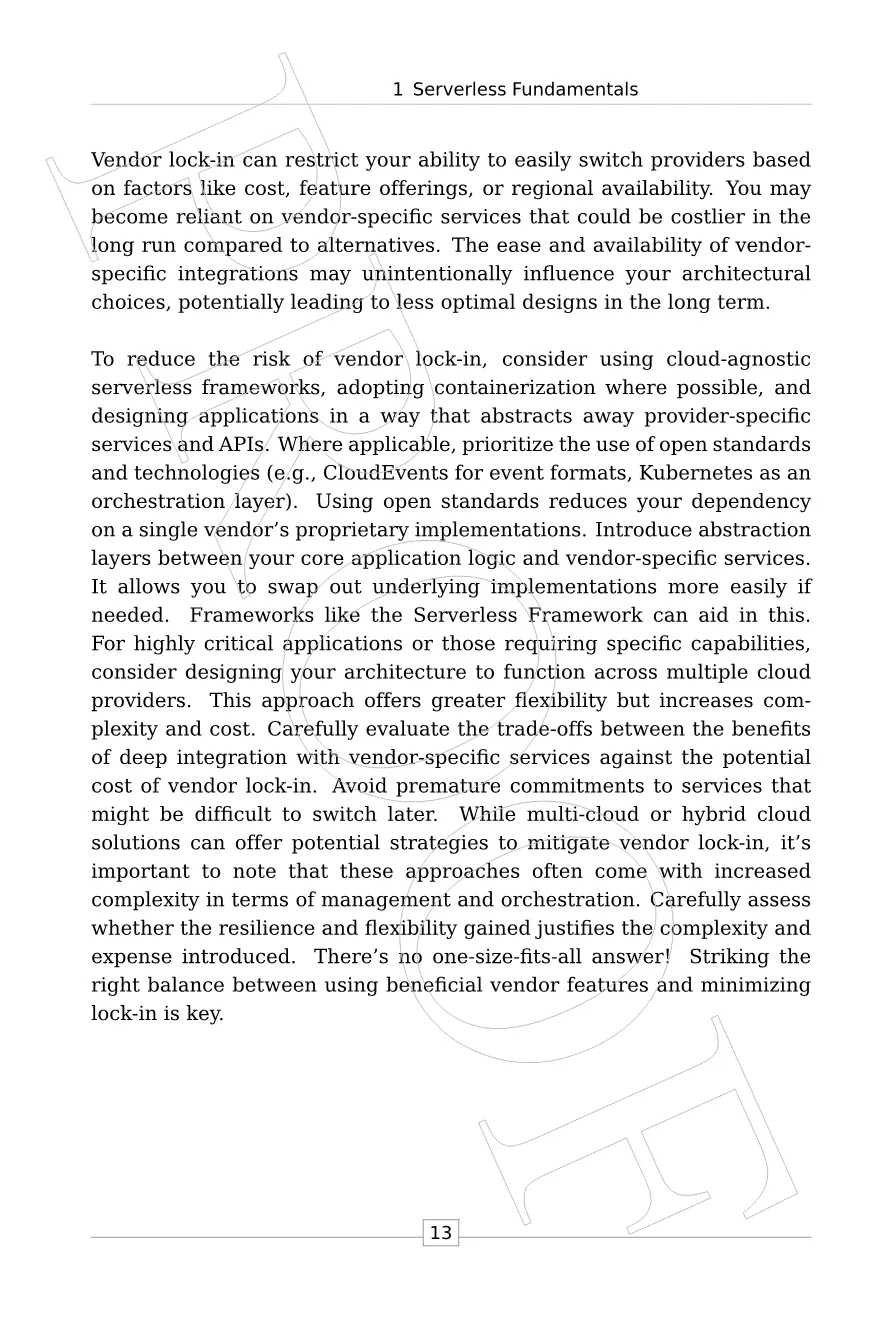 1 Serverless Fundamentals
Vendor lock-in can restrict your ability to easily switch providers based
on factors like cost, feature offerings, or regional availability. You may
become reliant on vendor-specific services that could be costlier in the
long run compared to alternatives. The ease and availability of vendor-
specific integrations may unintentionally influence your architectural
choices, potentially leading to less optimal designs in the long term.
To reduce the risk of vendor lock-in, consider using cloud-agnostic
serverless frameworks, adopting containerization where possible, and
designing applications in a way that abstracts away provider-specific
services and APIs. Where applicable, prioritize the use of open standards
and technologies (e.g., CloudEvents for event formats, Kubernetes as an
orchestration layer). Using open standards reduces your dependency
on a single vendor’s proprietary implementations. Introduce abstraction
layers between your core application logic and vendor-specific services.
It allows you to swap out underlying implementations more easily if
needed. Frameworks like the Serverless Framework can aid in this.
For highly critical applications or those requiring specific capabilities,
consider designing your architecture to function across multiple cloud
providers. This approach offers greater flexibility but increases com-
plexity and cost. Carefully evaluate the trade-offs between the benefits
of deep integration with vendor-specific services against the potential
cost of vendor lock-in. Avoid premature commitments to services that
might be difficult to switch later. While multi-cloud or hybrid cloud
solutions can offer potential strategies to mitigate vendor lock-in, it’s
important to note that these approaches often come with increased
complexity in terms of management and orchestration. Carefully assess
whether the resilience and flexibility gained justifies the complexity and
expense introduced. There’s no one-size-fits-all answer! Striking the
right balance between using beneficial vendor features and minimizing
lock-in is key.
PROOF
13